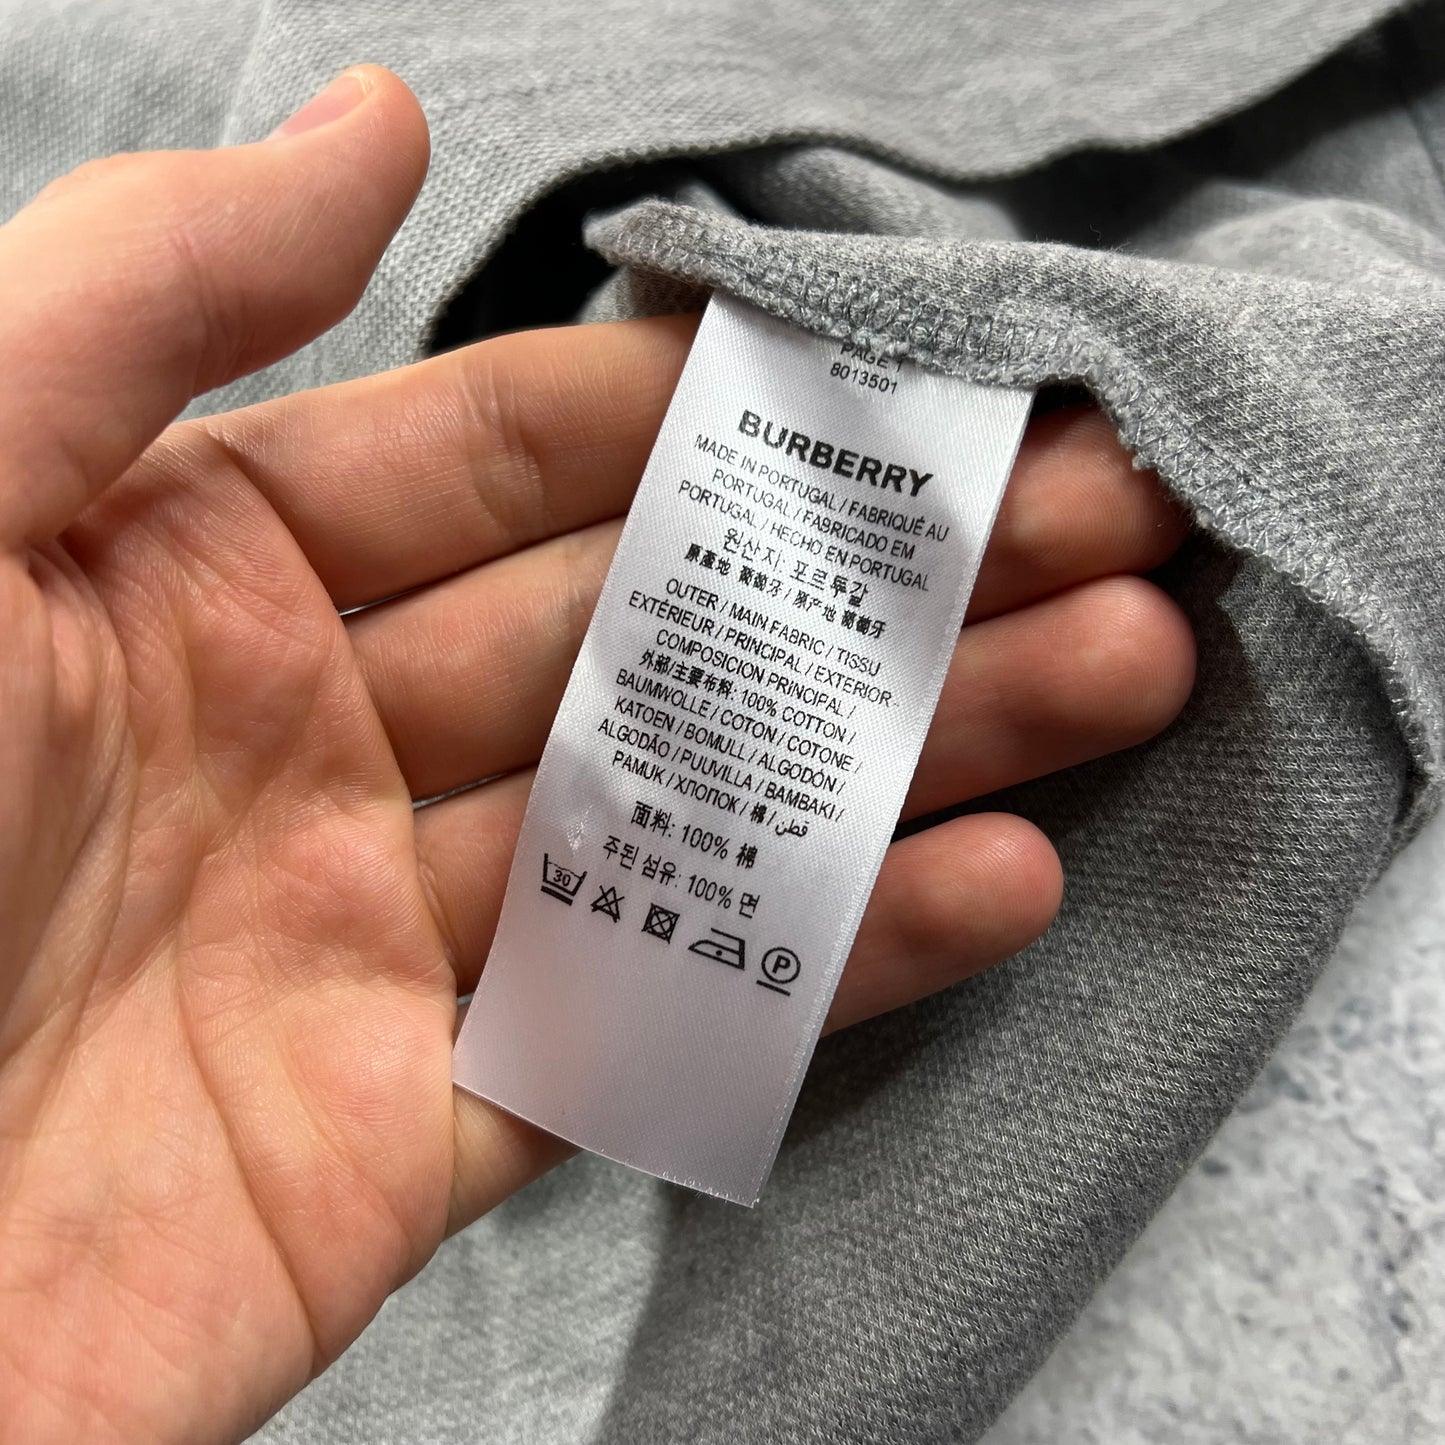 PAGE 1
8013501
BURBERRY
MADE IN PORTUGAL / FABRIQUÉ AU
PORTUGAL / FABRICADO EM
PORTUGAL / HECHO EN PORTUGAL
원산지: 포르투갈
原產地 葡萄牙 / 原产地 葡萄牙
OUTER / MAIN FABRIC / TISSU
EXTÉRIEUR / PRINCIPAL / EXTERIOR -
COMPOSICION PRINCIPAL /
外部/主要布料: 100% COTTON /
BAUMWOLLE / COTON / COTONE /
KATOEN / BOMULL / ALGODÓN /
ALGODÃO / PUUVILLA / BAMBAKI /
PAMUK / ХЛОПОК / 棉 / قطن
面料: 100% 棉
주된 섬유: 100% 면
30
P